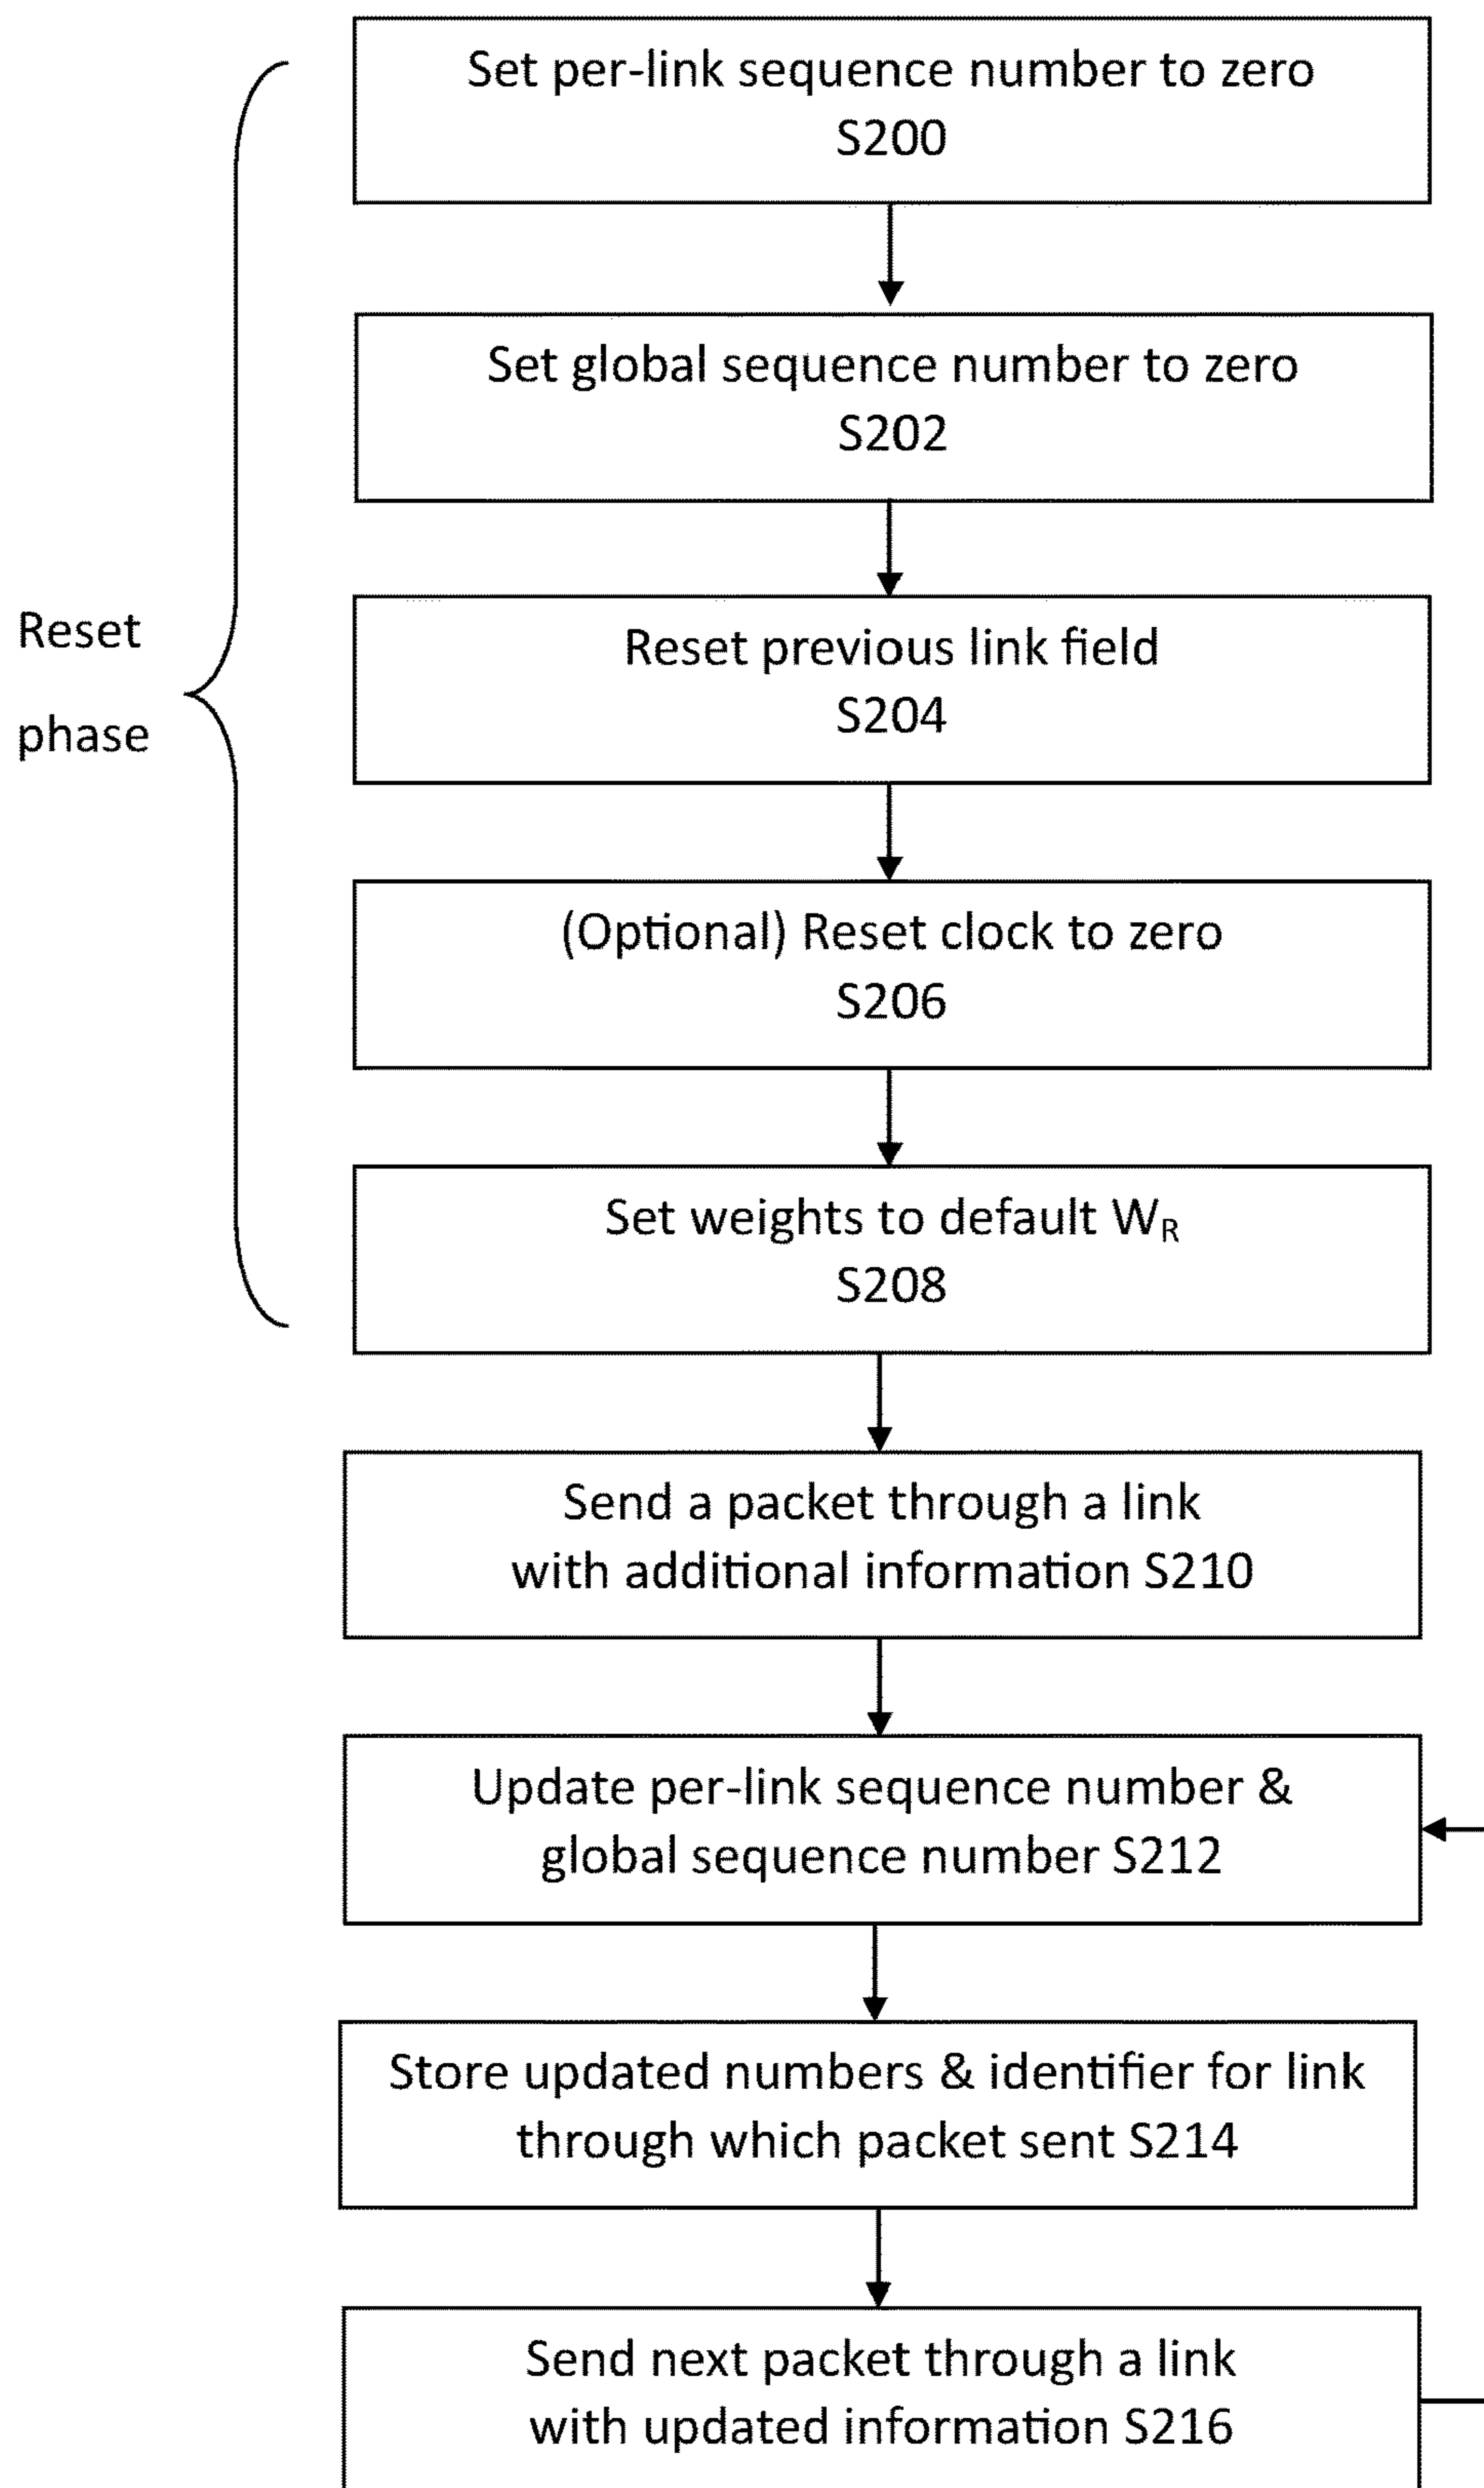 Set per-link sequence number to zero
S200
Set global sequence number to zero
S202
Reset previous link field
S204
Reset
phase
(Optional) Reset clock to zero
S206
Set weights to default W_R
S208
Send a packet through a link
with additional information S210
Update per-link sequence number &
global sequence number S212
Store updated numbers & identifier for link
through which packet sent S214
Send next packet through a link
with updated information S216